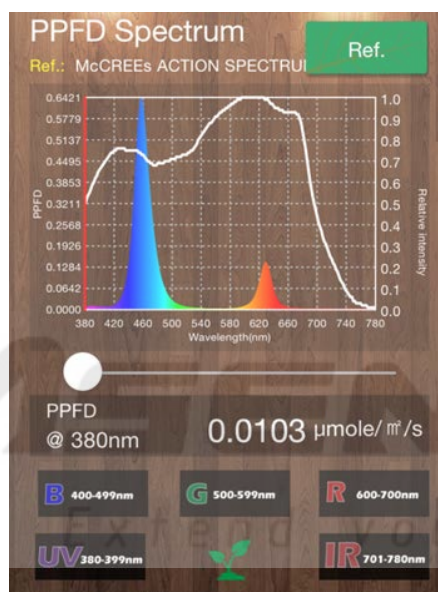 PPFD Spectrum
Ref.
Ref.: McCREEs ACTION SPECTRU
0.6421 1.0
0.5779 0.9
0.5137 0.8
0.4495 0.7
0.3853 0.6
0.3210 0.5
0.2568 0.4
0.1926 0.3
0.1284 0.2
0.0642 0.1
0.0000 0.0
PPFD
Relative intensity
380 420 460 500 540 580 620 660 700 740 780
Wavelength(nm)
PPFD
@ 380nm 0.0103 μmole/㎡/s
B 400-499nm G 500-599nm R 600-700nm
Extend
UV 380-399nm IR 701-780nm